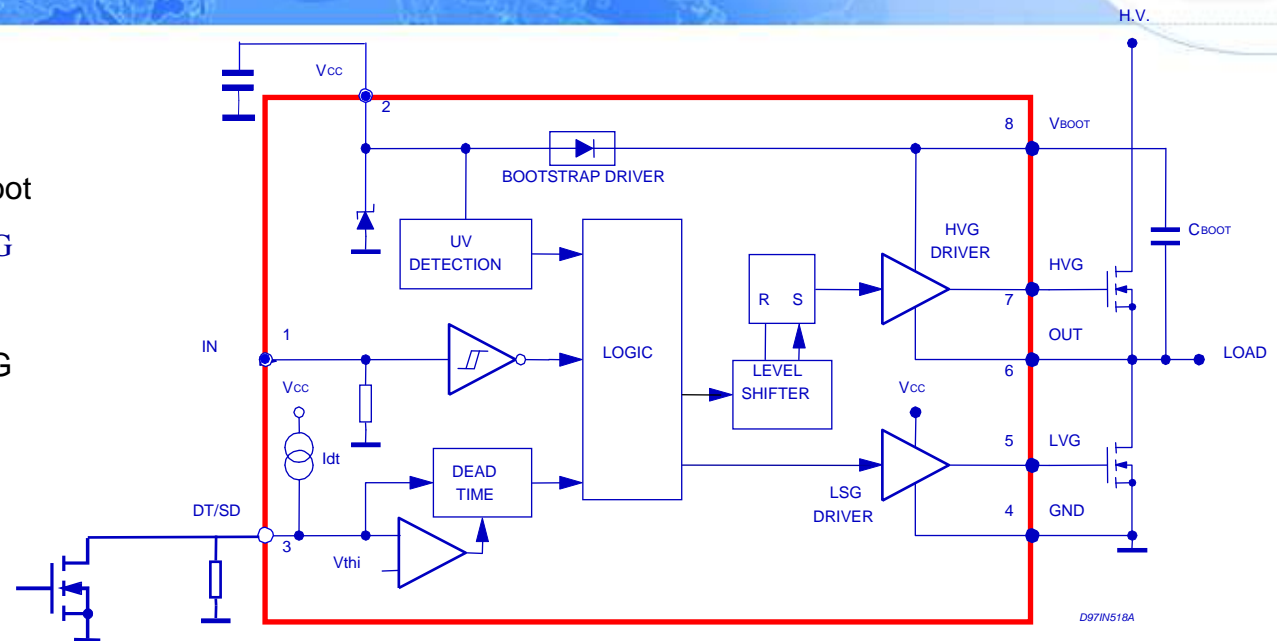 H.V.
Vcc
2
8 VBOOT
oot
BOOTSTRAP DRIVER
G
UV
DETECTION
HVG
DRIVER
CBOOT
HVG
R S
7
1
IN
LOGIC
OUT
LOAD
G
LEVEL
SHIFTER
6
Vcc
Vcc
Idt
5 LVG
DEAD
TIME
LSG
DRIVER
DT/SD
4 GND
3
Vthi
D97IN518A